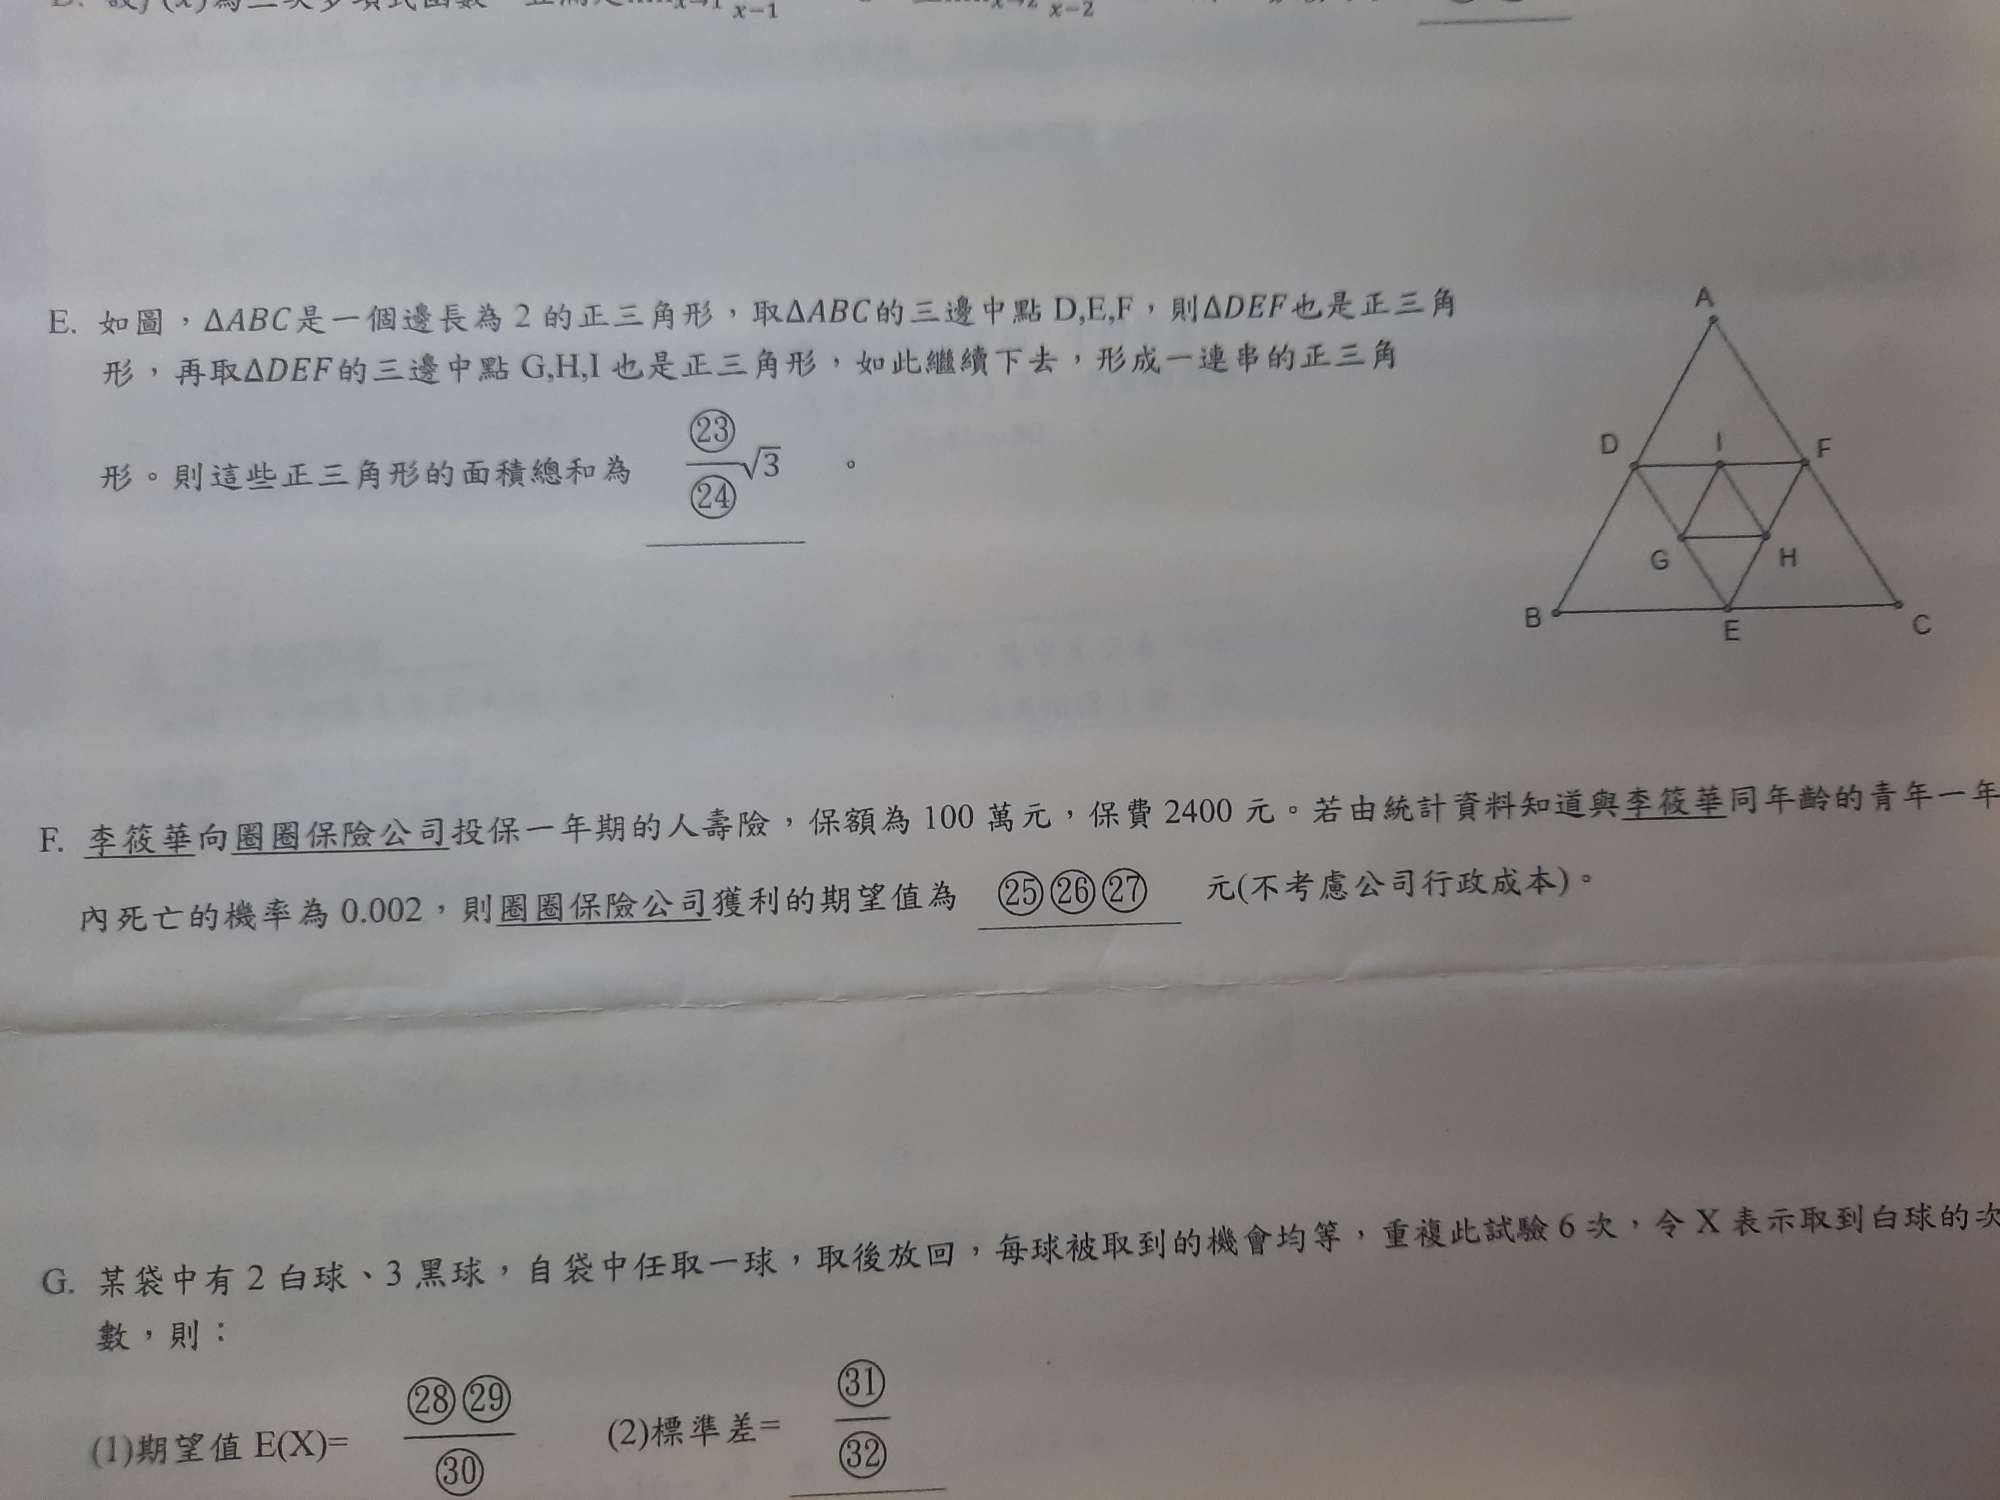 x−1
x−2
E. 如圖，ΔABC是一個邊長為 2 的正三角形，取ΔABC的三邊中點 D,E,F，則ΔDEF也是正三角
形，再取ΔDEF的三邊中點 G,H,I 也是正三角形，如此繼續下去，形成一連串的正三角
形。則這些正三角形的面積總和為 ㉓/㉔ √3 。
A
D I F
G H
B E C
F. 李筱華向圈圈保險公司投保一年期的人壽險，保額為 100 萬元，保費 2400 元。若由統計資料知道與李筱華同年齡的青年一年
內死亡的機率為 0.002，則圈圈保險公司獲利的期望值為 ㉕㉖㉗ 元(不考慮公司行政成本)。
G. 某袋中有 2 白球、3 黑球，自袋中任取一球，取後放回，每球被取到的機會均等，重複此試驗 6 次，令 X 表示取到白球的次
數，則：
(1)期望值 E(X)= ㉘㉙/㉚ (2)標準差= ㉛/㉜